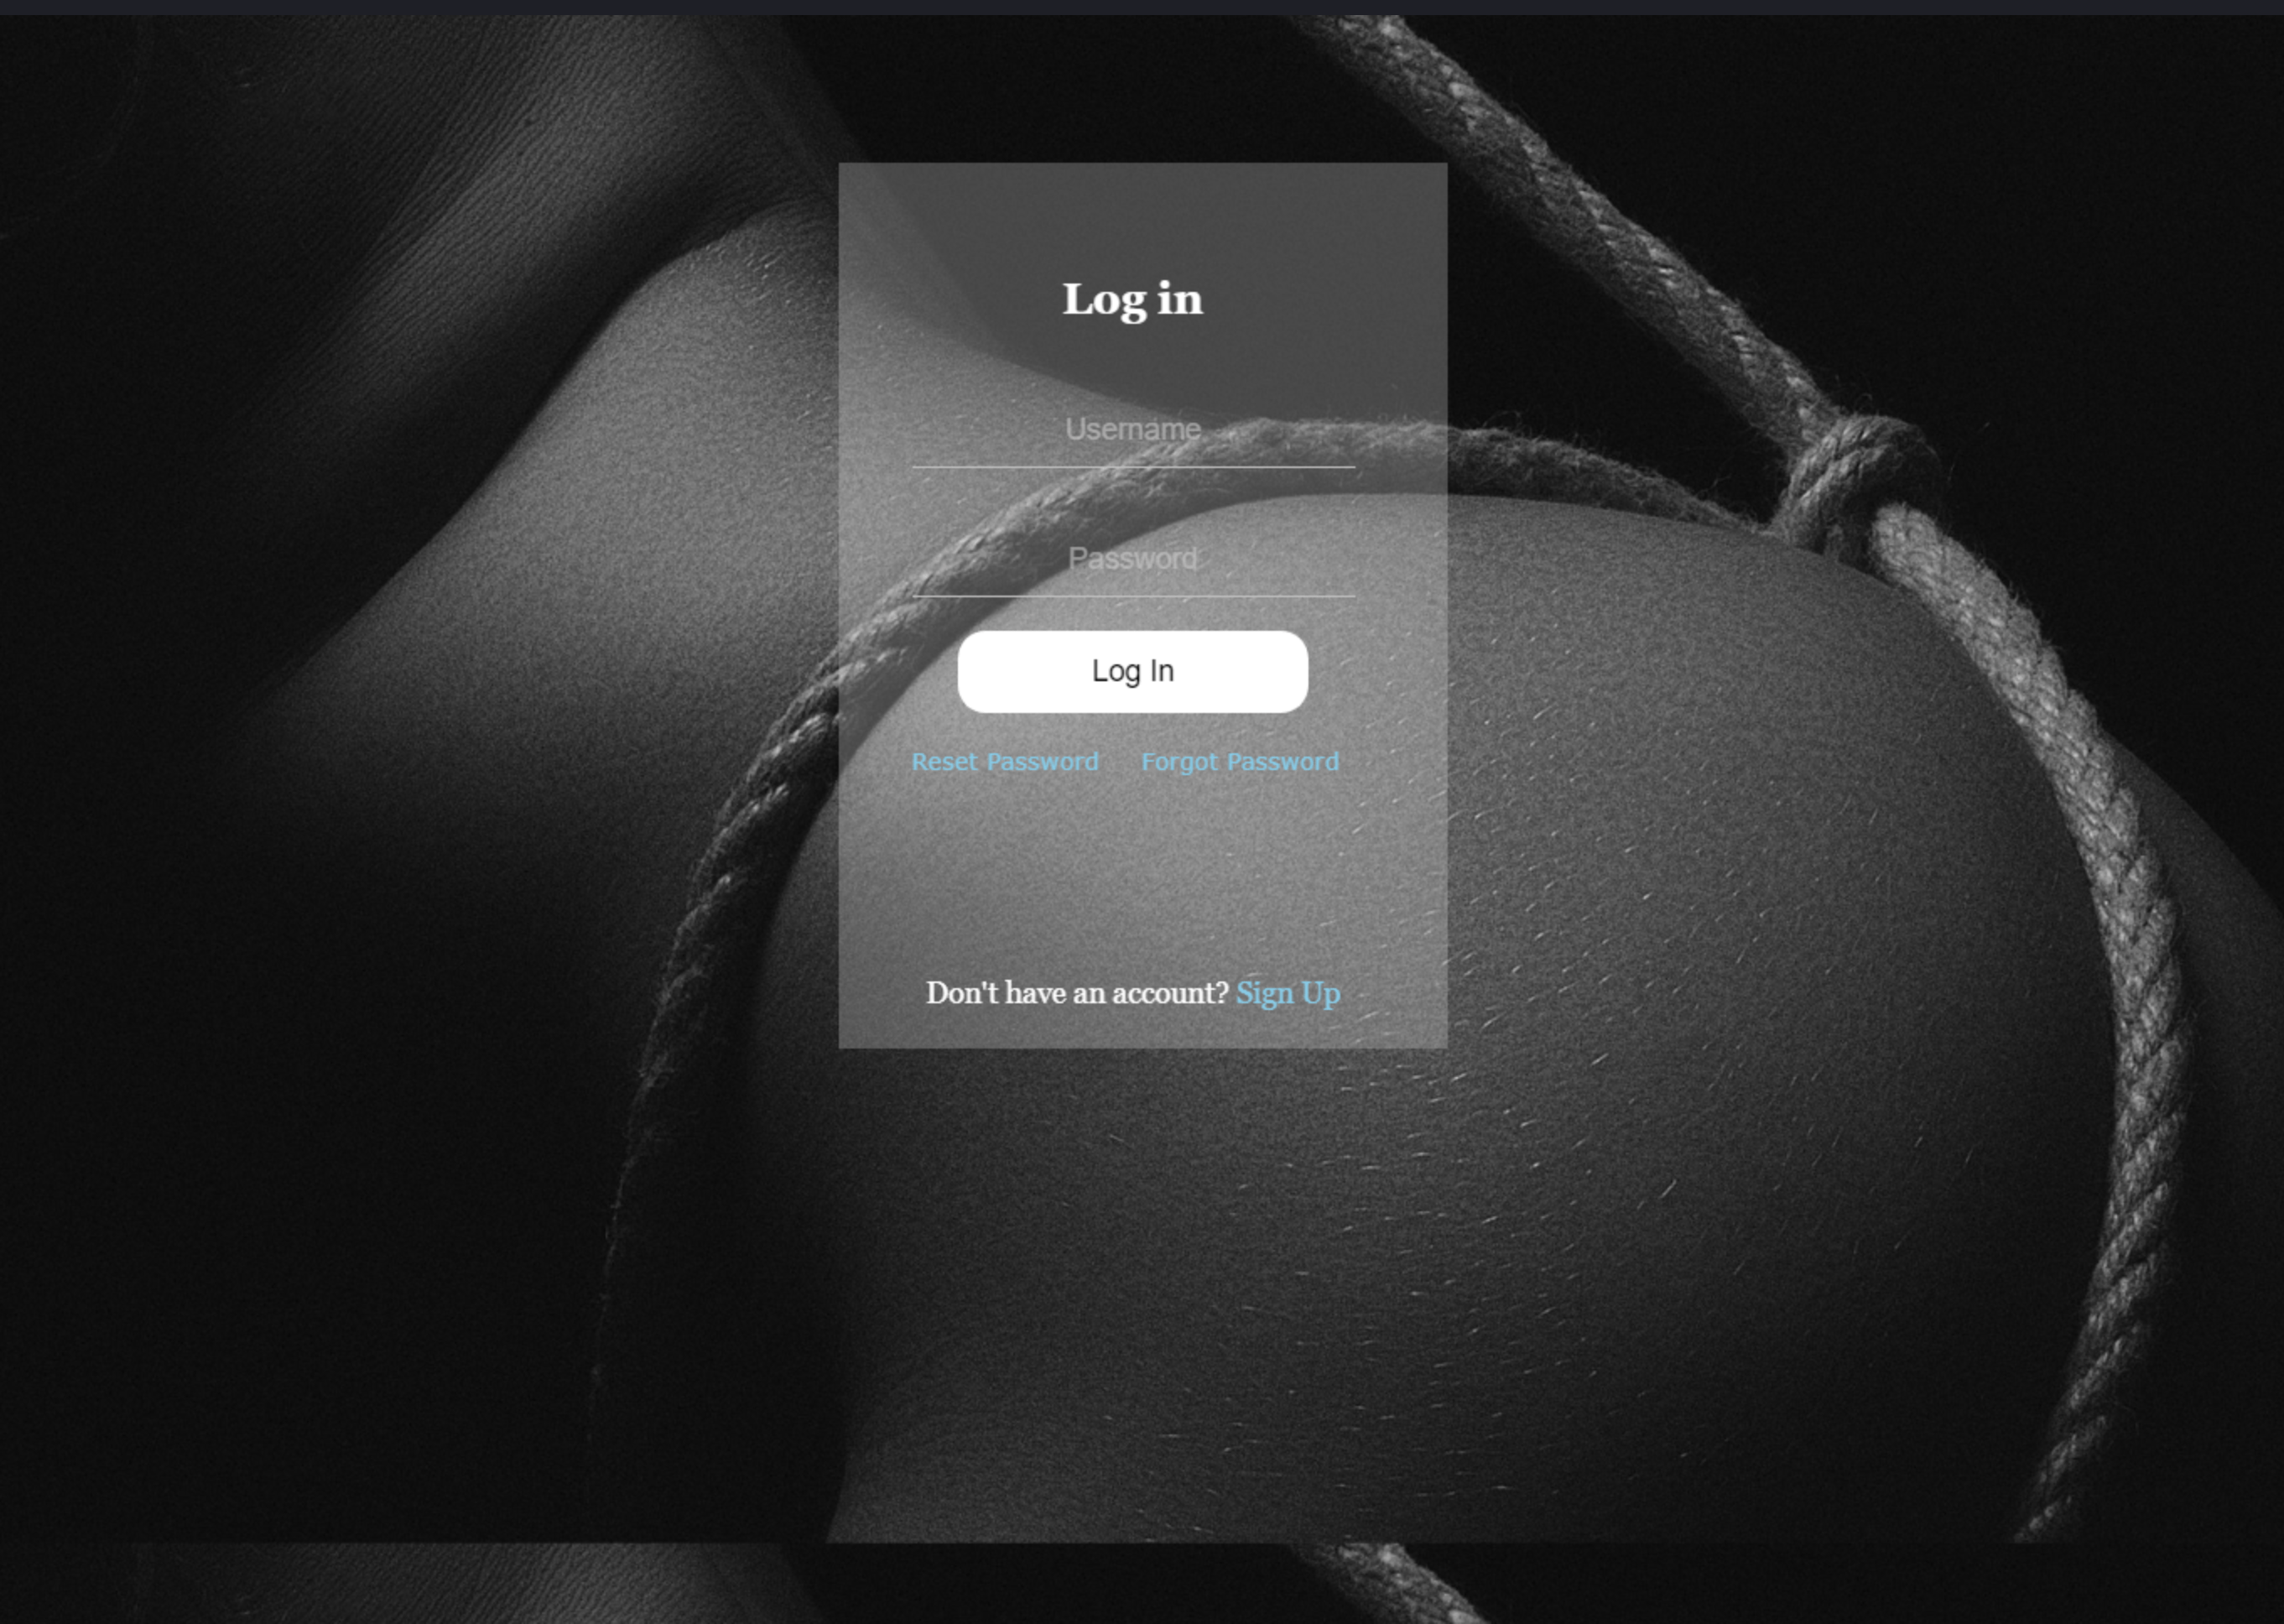 Log in
Username
Password
Log In
Reset Password Forgot Password
Don't have an account? Sign Up